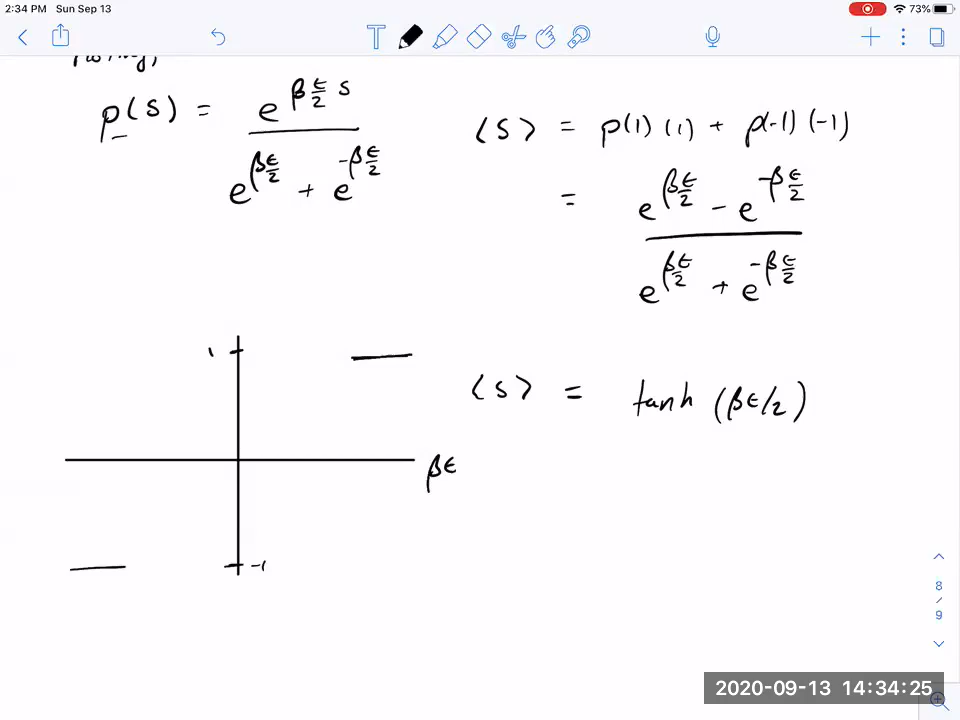 2:34 PM Sun Sep 13
73%
p(s) = e^{β ε/2 s} / (e^{β ε/2} + e^{-β ε/2})
⟨s⟩ = p(1)(1) + p(-1)(-1)
= (e^{β ε/2} - e^{-β ε/2}) / (e^{β ε/2} + e^{-β ε/2})
1
⟨s⟩ = tanh (βε/2)
βε
-1
8
/
9
2020-09-13 14:34:25